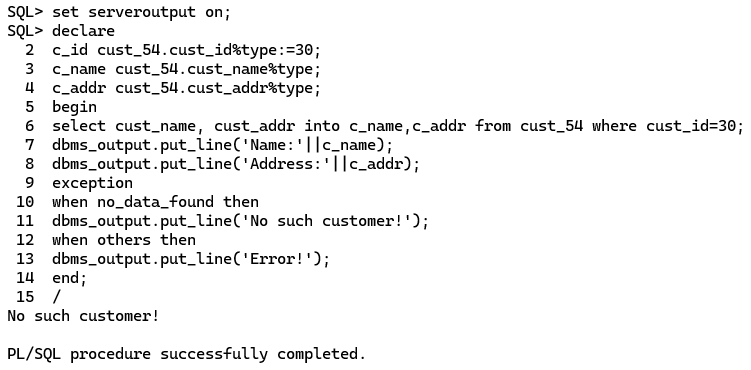 SQL> set serveroutput on;
SQL> declare
  2  c_id cust_54.cust_id%type:=30;
  3  c_name cust_54.cust_name%type;
  4  c_addr cust_54.cust_addr%type;
  5  begin
  6  select cust_name, cust_addr into c_name,c_addr from cust_54 where cust_id=30;
  7  dbms_output.put_line('Name:'||c_name);
  8  dbms_output.put_line('Address:'||c_addr);
  9  exception
 10  when no_data_found then
 11  dbms_output.put_line('No such customer!');
 12  when others then
 13  dbms_output.put_line('Error!');
 14  end;
 15  /
No such customer!

PL/SQL procedure successfully completed.